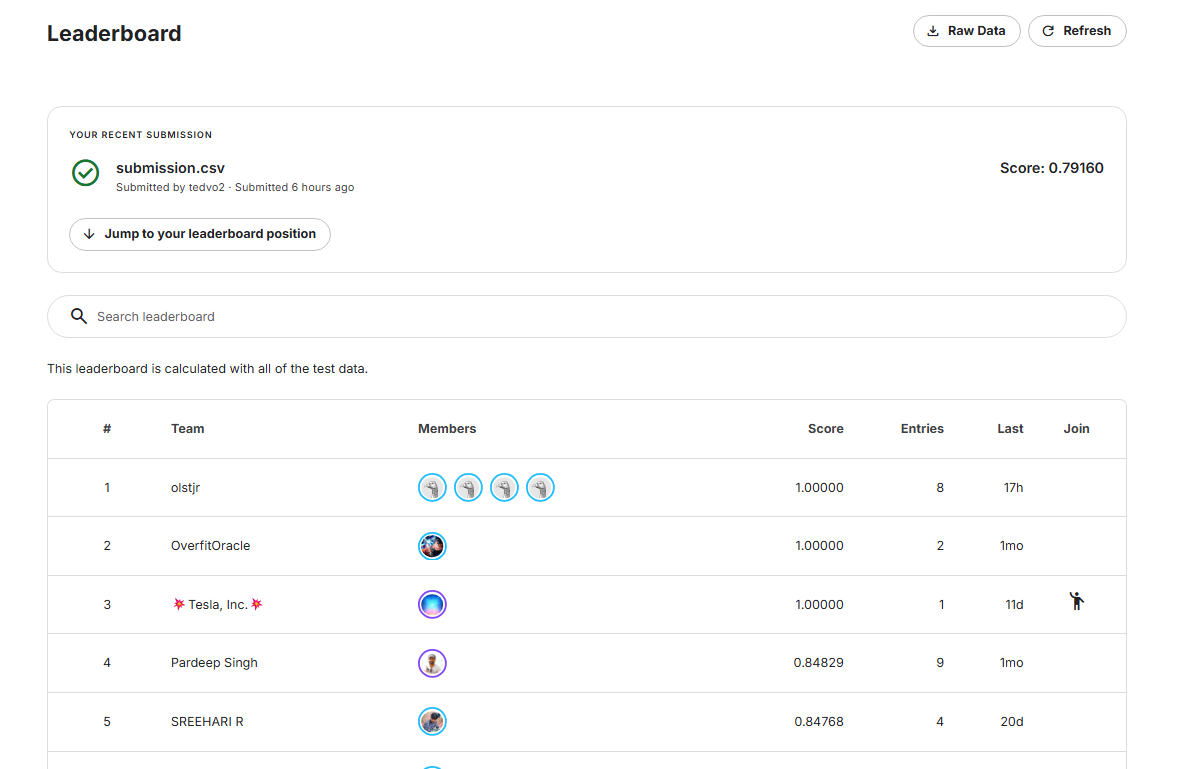 Leaderboard
Raw Data
Refresh
YOUR RECENT SUBMISSION
submission.csv
Score: 0.79160
Submitted by tedvo2 · Submitted 6 hours ago
Jump to your leaderboard position
Search leaderboard
This leaderboard is calculated with all of the test data.
# Team Members Score Entries Last Join
1 olstjr 1.00000 8 17h
2 OverfitOracle 1.00000 2 1mo
3 💥Tesla, Inc.💥 1.00000 1 11d
4 Pardeep Singh 0.84829 9 1mo
5 SREEHARI R 0.84768 4 20d